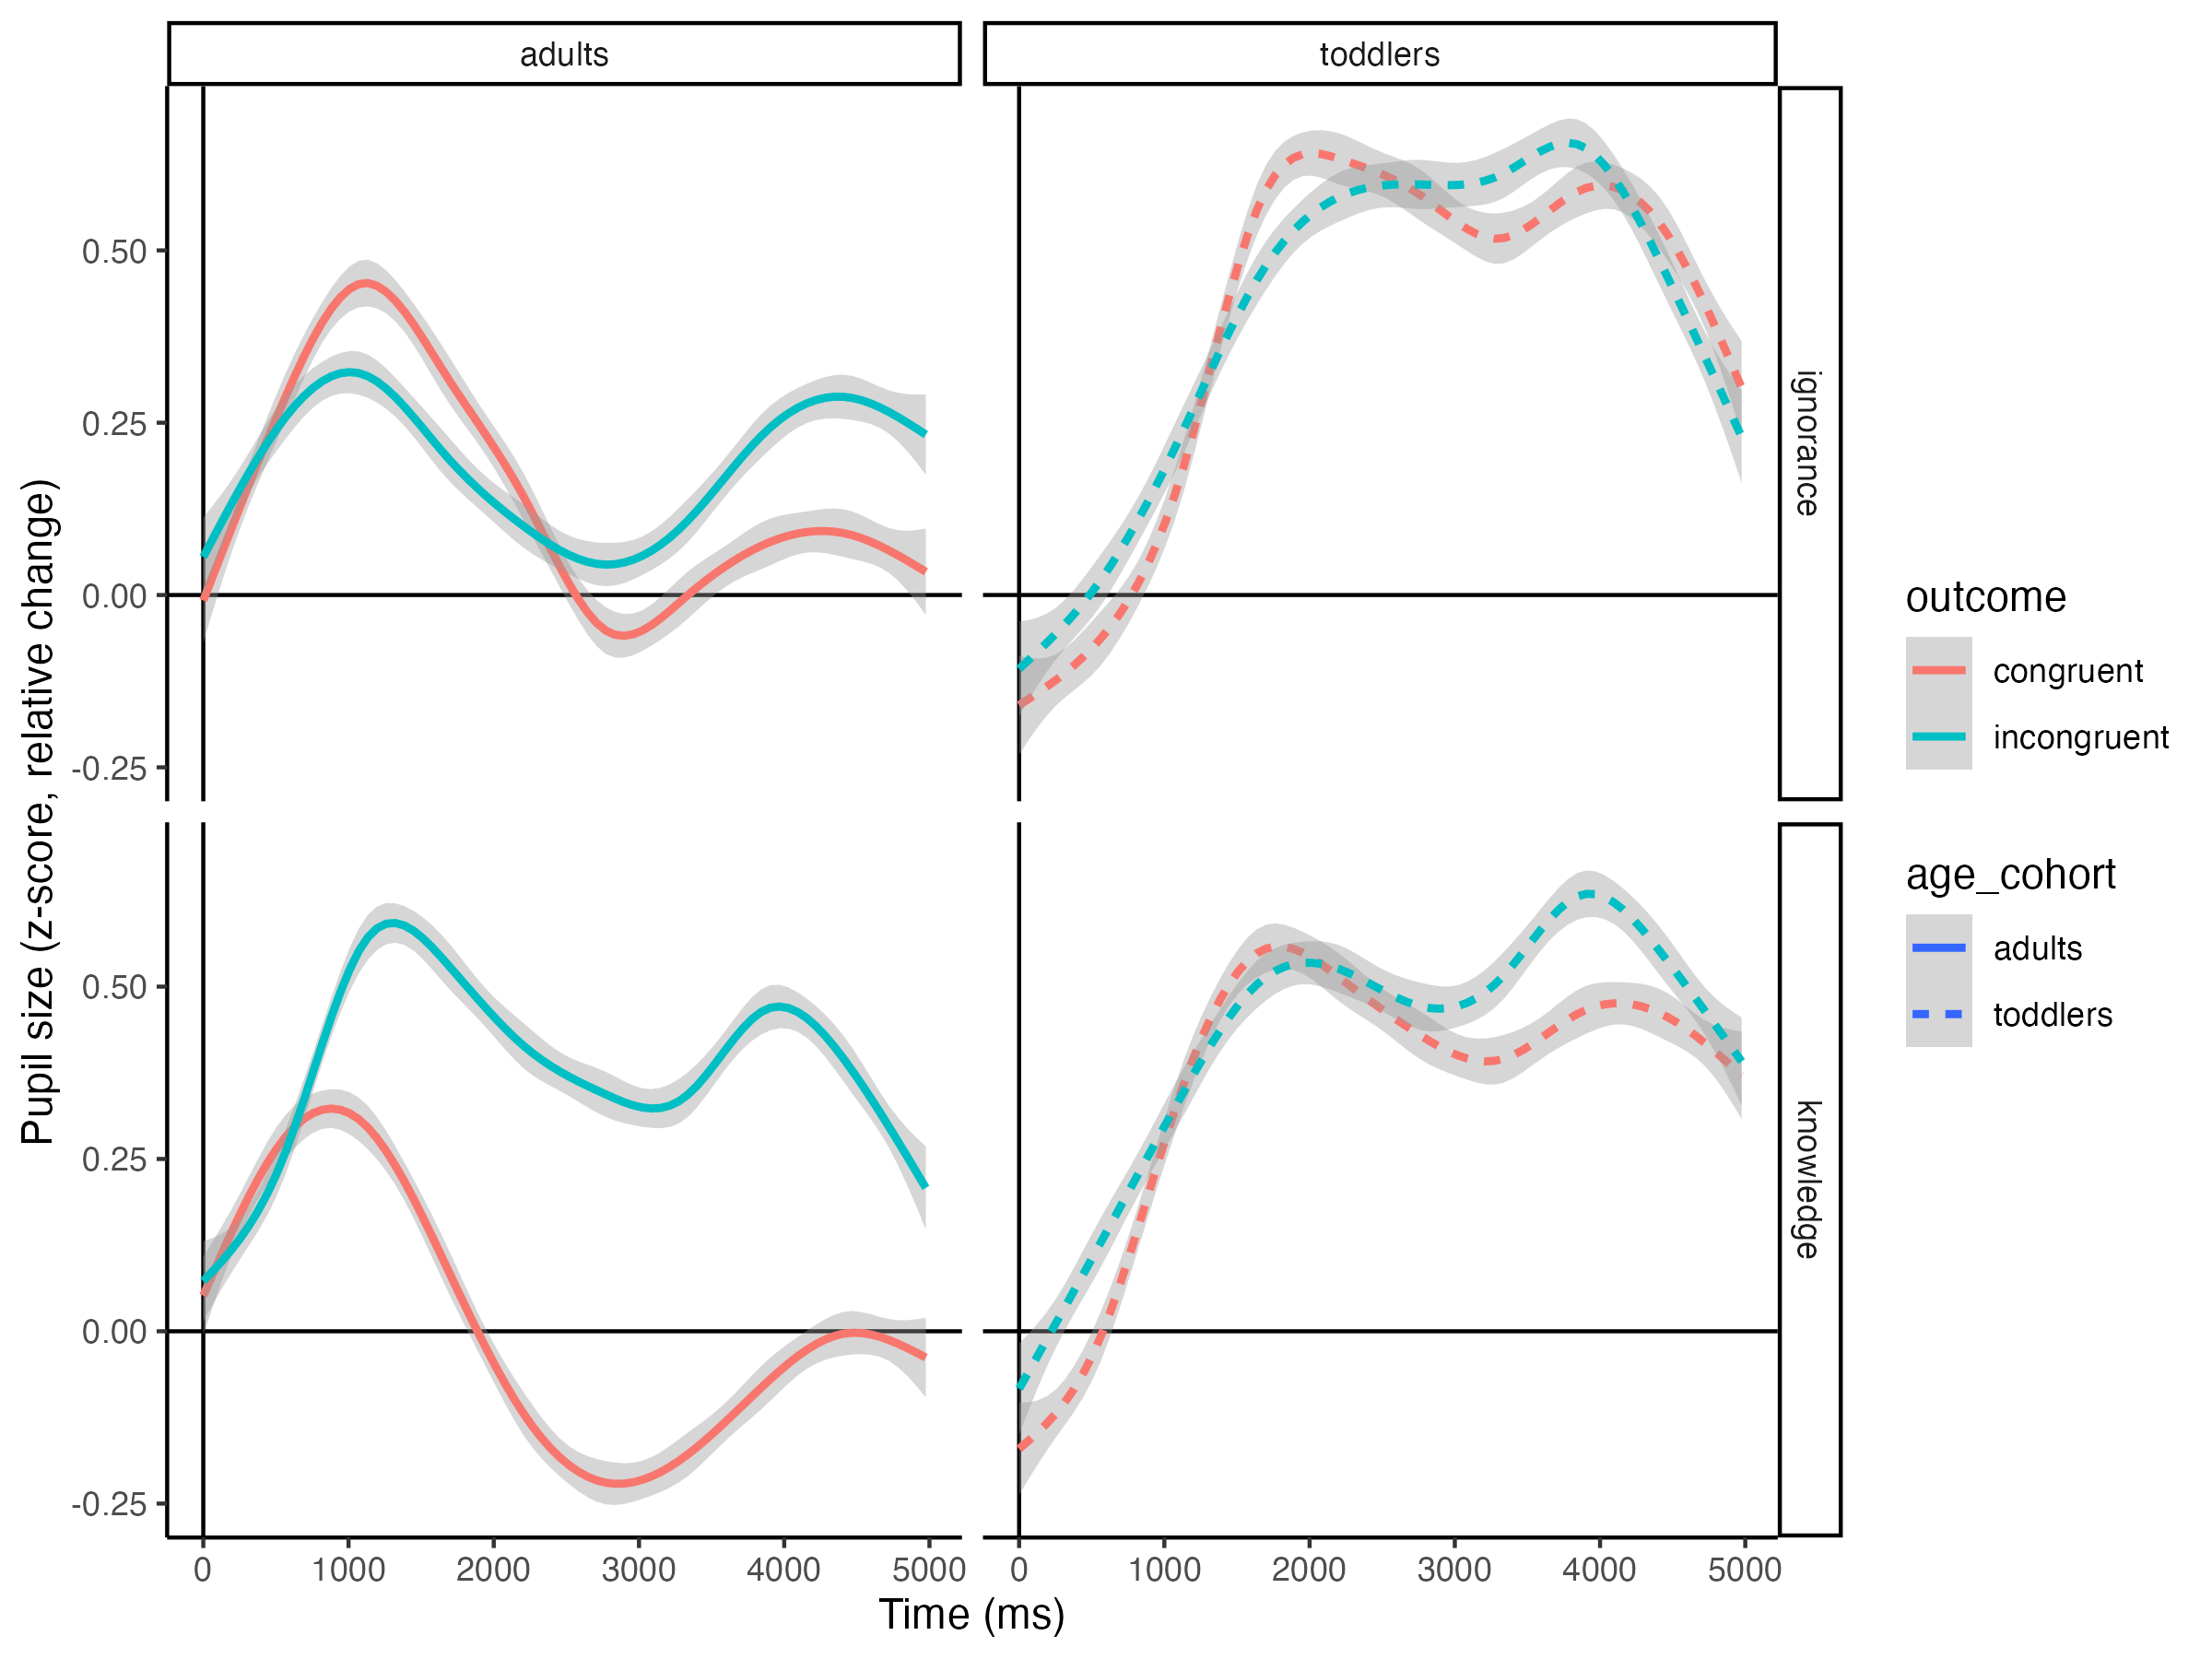 adults
toddlers
ignorance
knowledge
Pupil size (z-score, relative change)
0.50
0.25
0.00
-0.25
0.50
0.25
0.00
-0.25
0 1000 2000 3000 4000 5000
0 1000 2000 3000 4000 5000
Time (ms)
outcome
congruent
incongruent
age_cohort
adults
toddlers